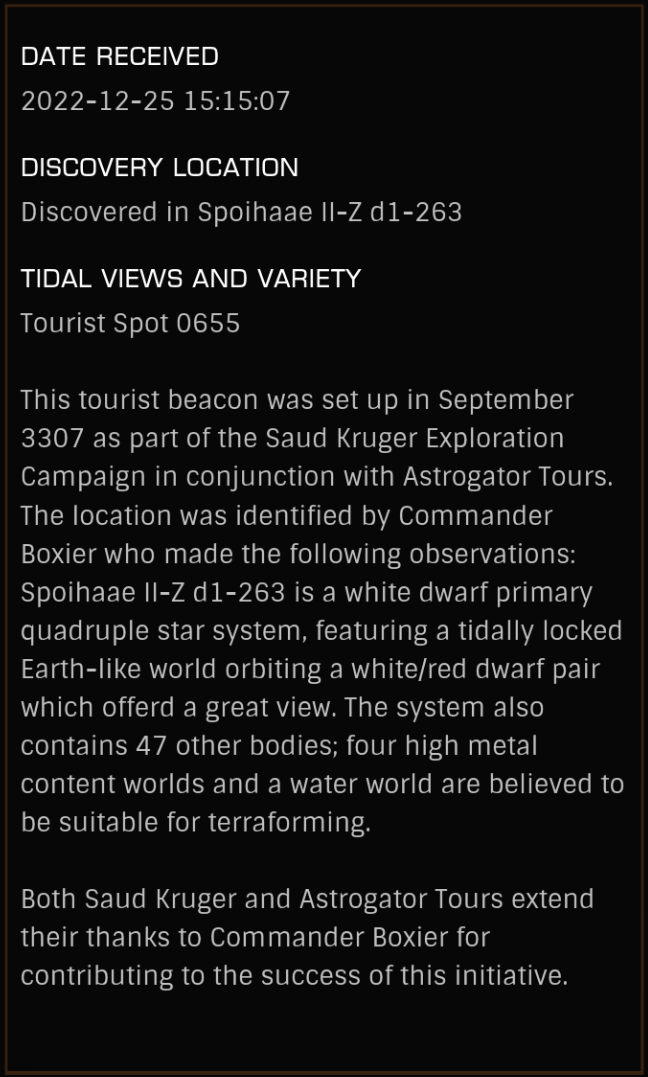 DATE RECEIVED
2022-12-25 15:15:07
DISCOVERY LOCATION
Discovered in Spoihaae II-Z d1-263
TIDAL VIEWS AND VARIETY
Tourist Spot 0655
This tourist beacon was set up in September
3307 as part of the Saud Kruger Exploration
Campaign in conjunction with Astrogator Tours.
The location was identified by Commander
Boxier who made the following observations:
Spoihaae II-Z d1-263 is a white dwarf primary
quadruple star system, featuring a tidally locked
Earth-like world orbiting a white/red dwarf pair
which offerd a great view. The system also
contains 47 other bodies; four high metal
content worlds and a water world are believed to
be suitable for terraforming.
Both Saud Kruger and Astrogator Tours extend
their thanks to Commander Boxier for
contributing to the success of this initiative.